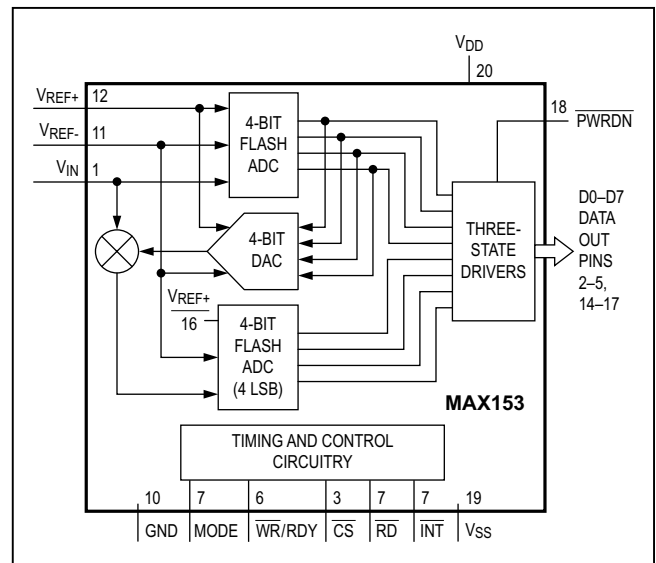 VDD
20
VREF+ 12
VREF- 11
VIN 1
4-BIT
FLASH
ADC
18 PWRDN
4-BIT
DAC
THREE-
STATE
DRIVERS
D0–D7
DATA
OUT
PINS
2–5,
14–17
VREF+
16
4-BIT
FLASH
ADC
(4 LSB)
MAX153
TIMING AND CONTROL
CIRCUITRY
10 7 6 3 7 7 19
GND MODE WR/RDY CS RD INT VSS